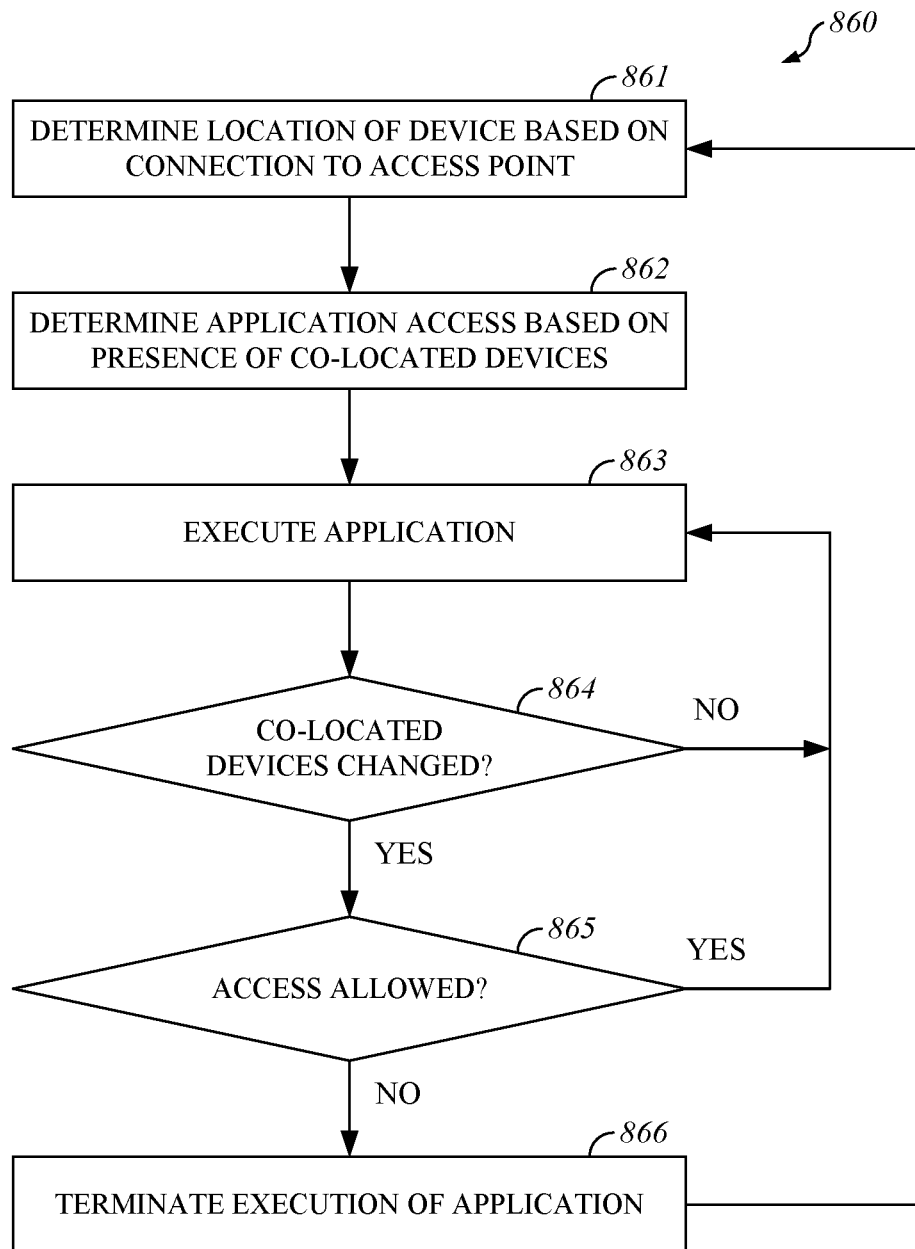 860
861
DETERMINE LOCATION OF DEVICE BASED ON
CONNECTION TO ACCESS POINT
862
DETERMINE APPLICATION ACCESS BASED ON
PRESENCE OF CO-LOCATED DEVICES
863
EXECUTE APPLICATION
864
CO-LOCATED
DEVICES CHANGED?
NO
YES
865
ACCESS ALLOWED?
YES
NO
866
TERMINATE EXECUTION OF APPLICATION